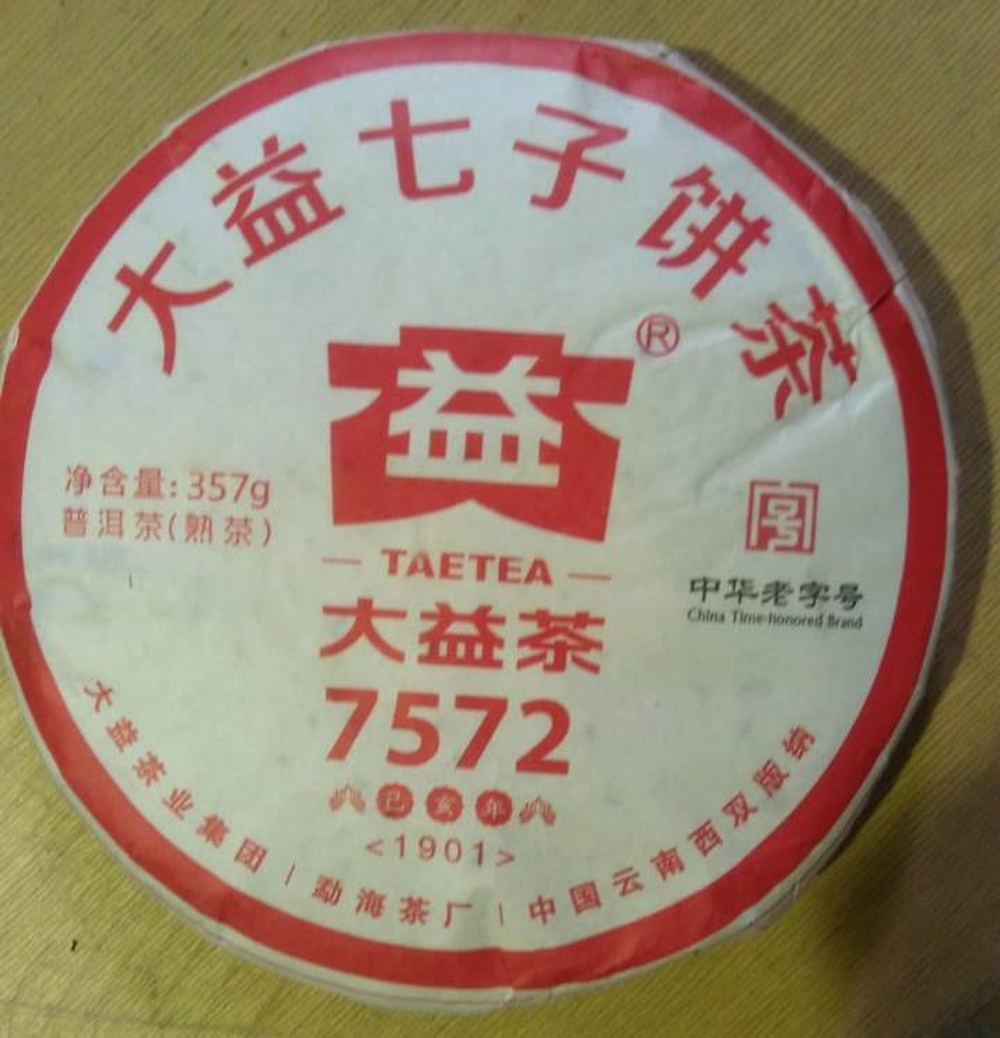 大益七子饼茶
®
益
净含量:357g
普洱茶(熟茶)
TAETEA
大益茶
7572
己亥年
<1901>
号
中华老字号
China Time-honored Brand
大益茶业集团|勐海茶厂|中国云南西双版纳